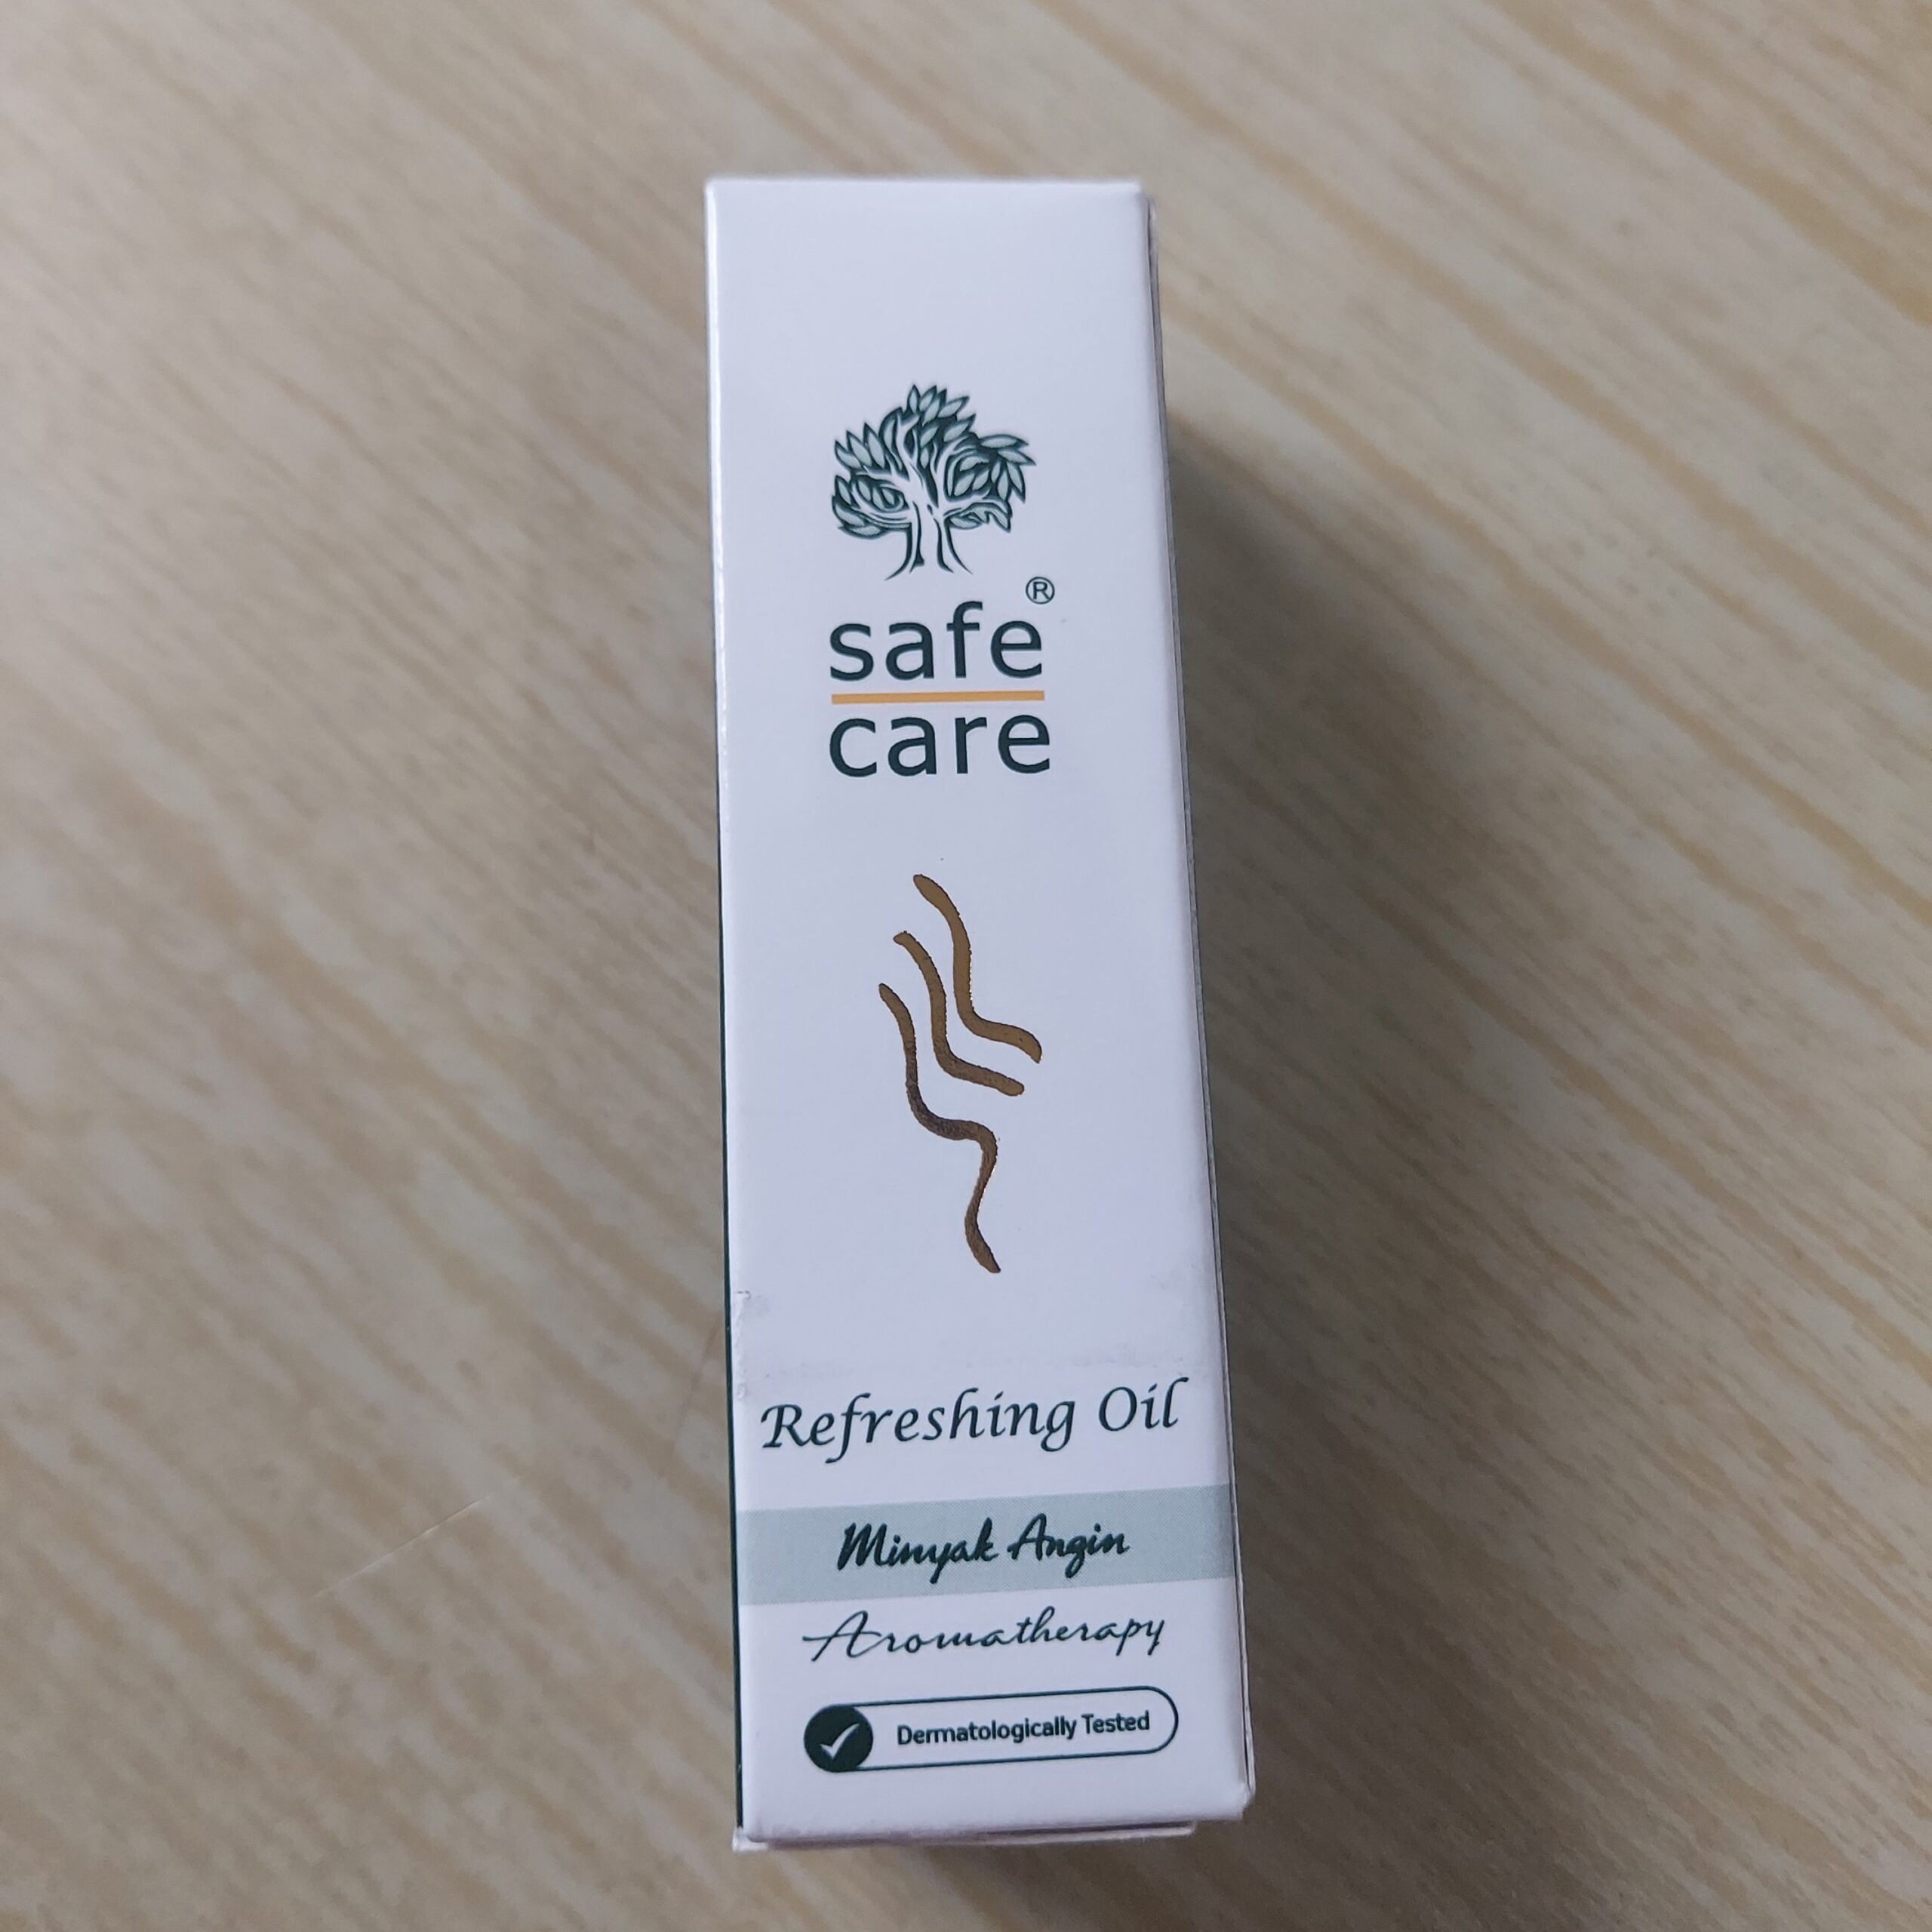 safe®
care
Refreshing Oil
Minyak Angin
Aromatherapy
Dermatologically Tested